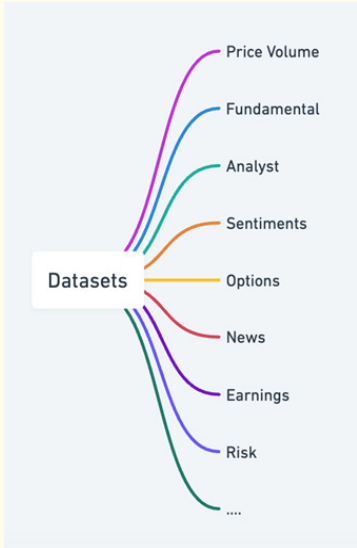 Price Volume
Fundamental
Analyst
Sentiments
Datasets
Options
News
Earnings
Risk
....